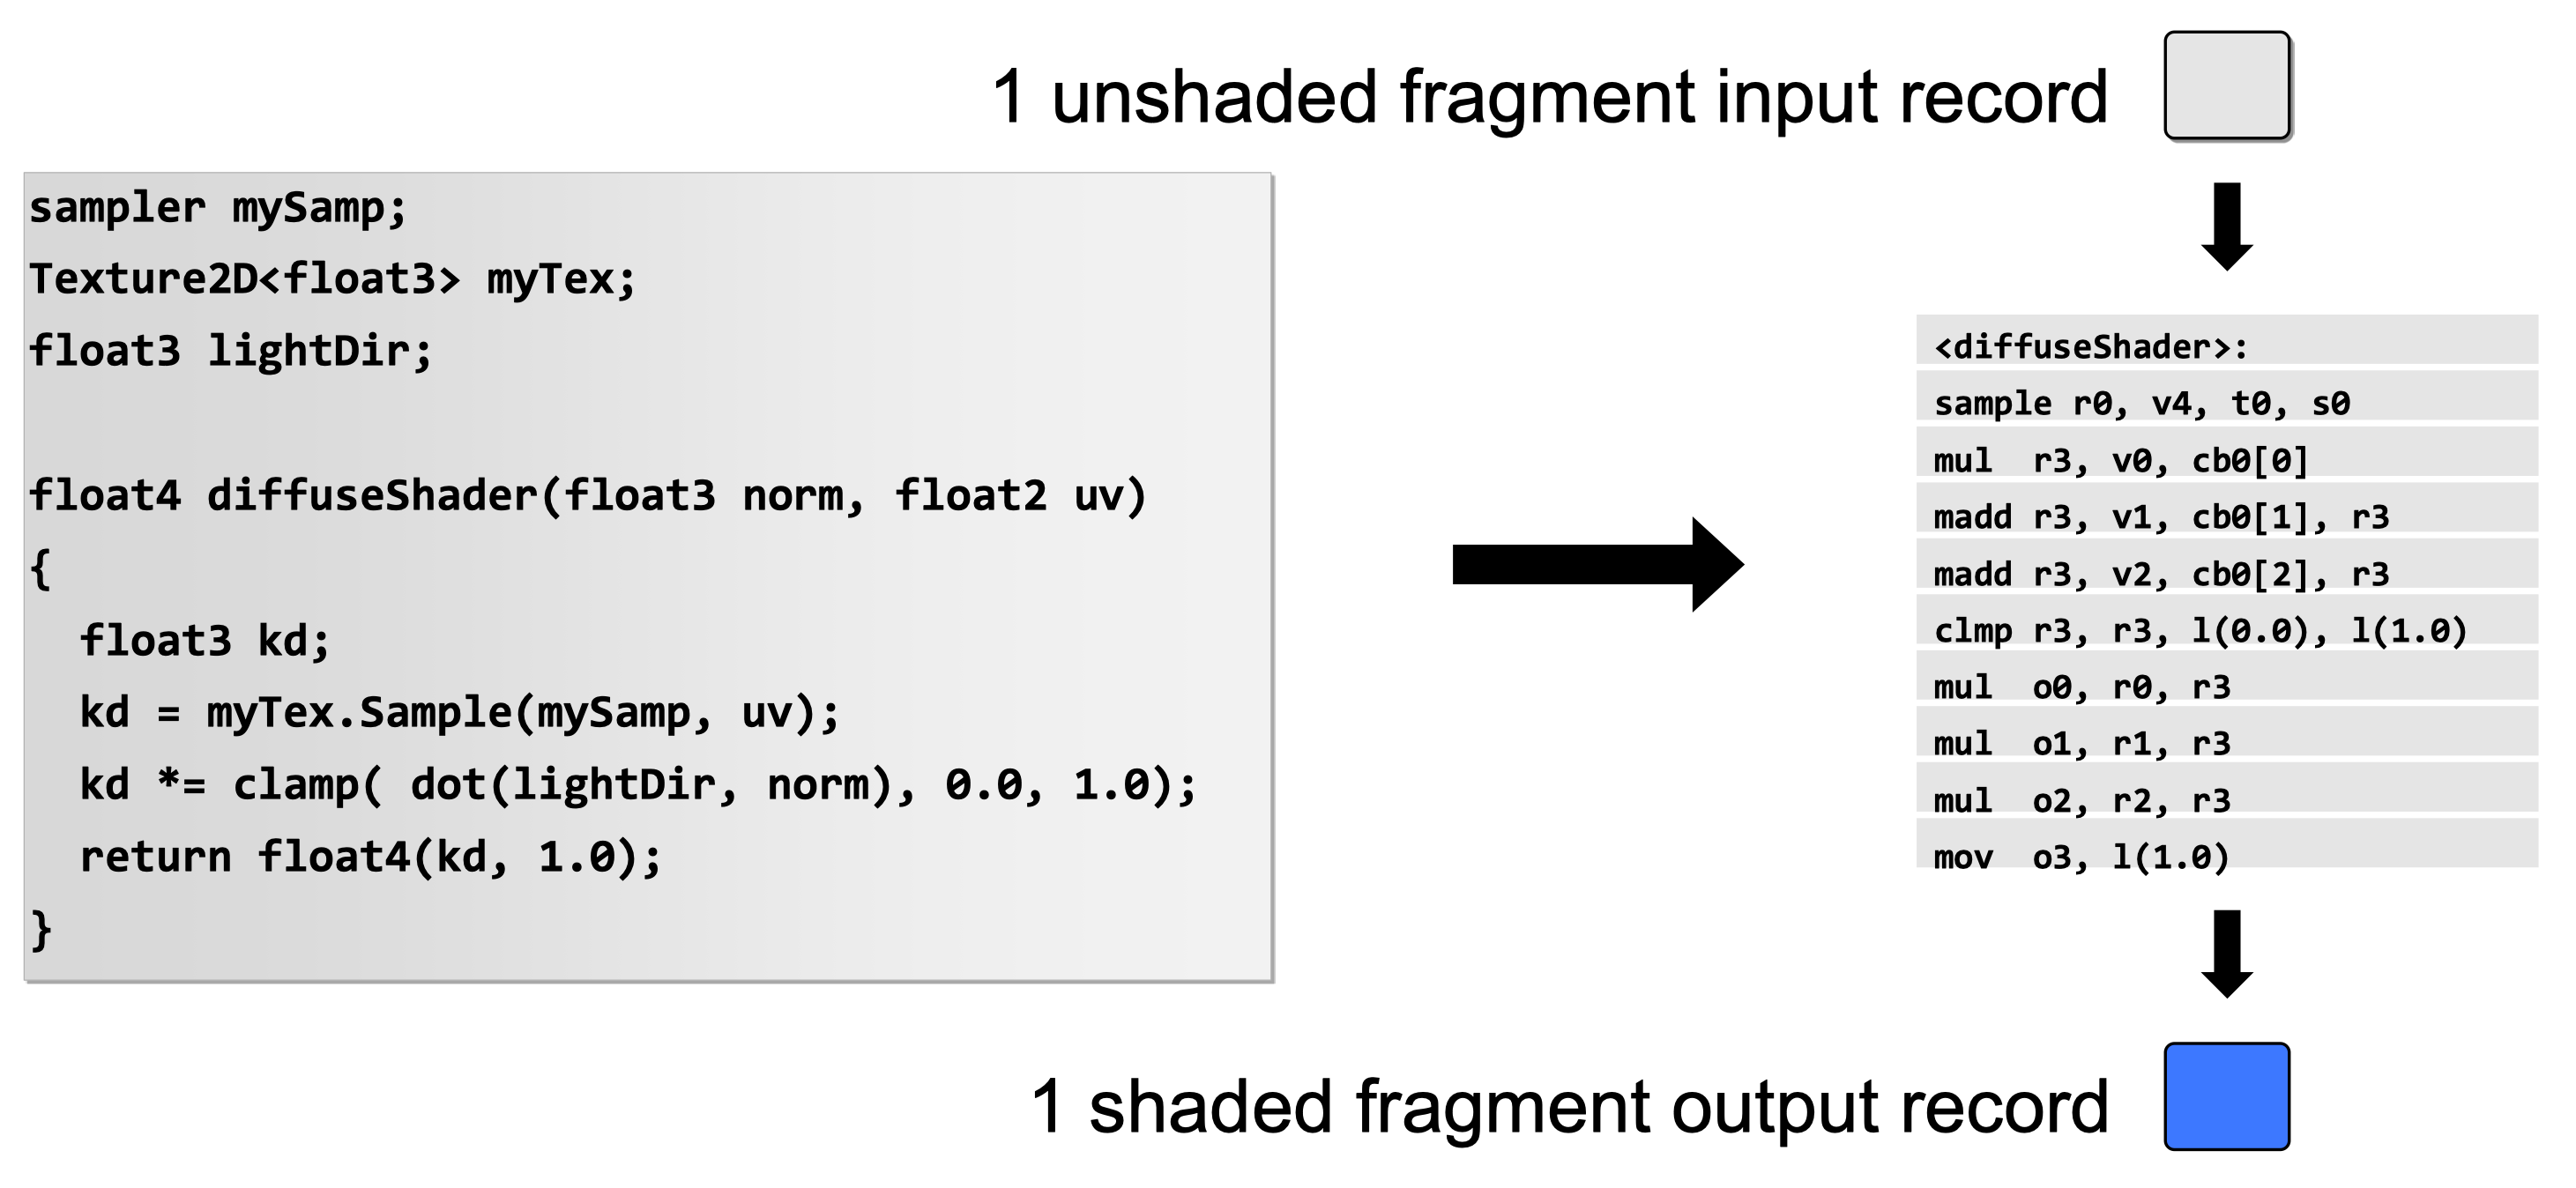 1 unshaded fragment input record
sampler mySamp;
Texture2D<float3> myTex;
float3 lightDir;
float4 diffuseShader(float3 norm, float2 uv)
{
float3 kd;
kd = myTex.Sample(mySamp, uv);
kd *= clamp( dot(lightDir, norm), 0.0, 1.0);
return float4(kd, 1.0);
}
<diffuseShader>:
sample r0, v4, t0, s0
mul r3, v0, cb0[0]
madd r3, v1, cb0[1], r3
madd r3, v2, cb0[2], r3
clmp r3, r3, l(0.0), l(1.0)
mul o0, r0, r3
mul o1, r1, r3
mul o2, r2, r3
mov o3, l(1.0)
1 shaded fragment output record